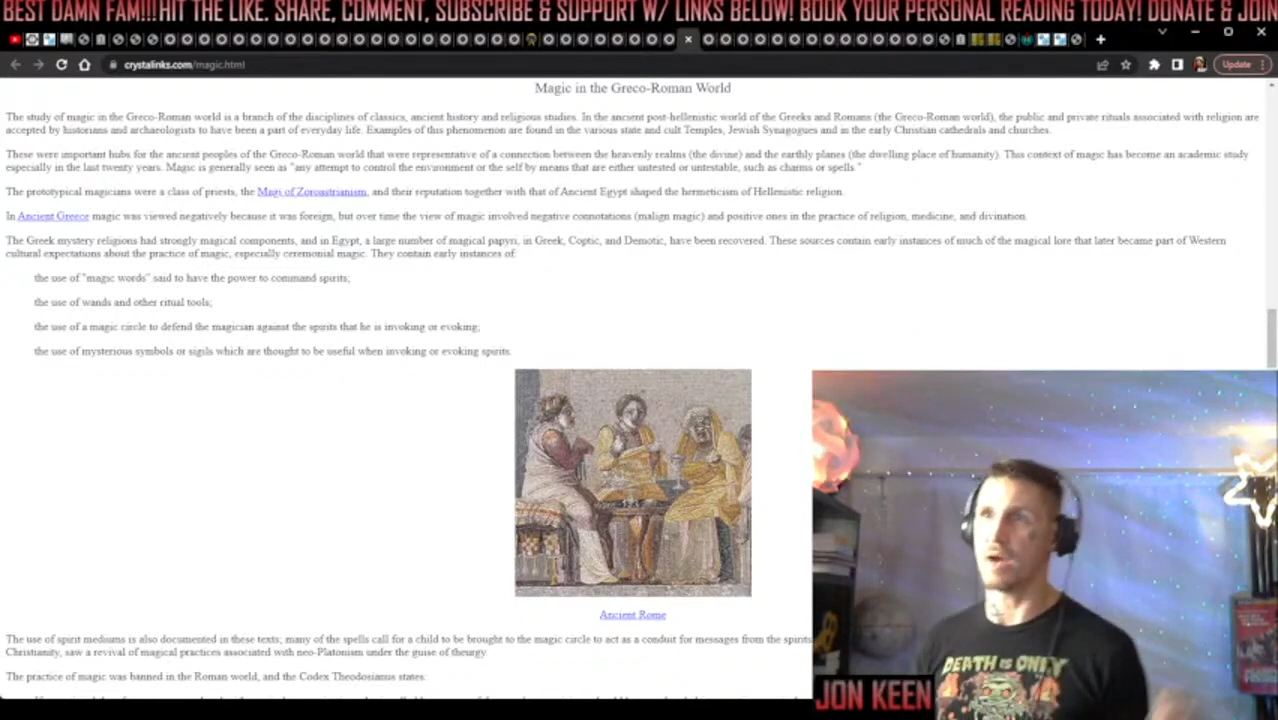 BEST DAMN FAM!!! HIT THE LIKE. SHARE, COMMENT, SUBSCRIBE & SUPPORT W/ LINKS BELOW! BOOK YOUR PERSONAL READING TODAY! DONATE & JOIN
crystalinks.com/magic.html
Update
Magic in the Greco-Roman World
The study of magic in the Greco-Roman world is a branch of the disciplines of classics, ancient history and religious studies. In the ancient post-hellenistic world of the Greeks and Romans (the Greco-Roman world), the public and private rituals associated with religion are
accepted by historians and archaeologists to have been a part of everyday life. Examples of this phenomenon are found in the various state and cult Temples, Jewish Synagogues and in the early Christian cathedrals and churches.
These were important hubs for the ancient peoples of the Greco-Roman world that were representative of a connection between the heavenly realms (the divine) and the earthly planes (the dwelling place of humanity). This context of magic has become an academic study
especially in the last twenty years. Magic is generally seen as "any attempt to control the environment or the self by means that are either untested or untestable, such as charms or spells."
The prototypical magicians were a class of priests, the Magi of Zoroastrianism, and their reputation together with that of Ancient Egypt shaped the hermeticism of Hellenistic religion.
In Ancient Greece magic was viewed negatively because it was foreign, but over time the view of magic involved negative connotations (malign magic) and positive ones in the practice of religion, medicine, and divination.
The Greek mystery religions had strongly magical components, and in Egypt, a large number of magical papyri, in Greek, Coptic, and Demotic, have been recovered. These sources contain early instances of much of the magical lore that later became part of Western
cultural expectations about the practice of magic, especially ceremonial magic. They contain early instances of:
the use of "magic words" said to have the power to command spirits;
the use of wands and other ritual tools;
the use of a magic circle to defend the magician against the spirits that he is invoking or evoking;
the use of mysterious symbols or sigils which are thought to be useful when invoking or evoking spirits.
Ancient Rome
The use of spirit mediums is also documented in these texts; many of the spells call for a child to be brought to the magic circle to act as a conduit for messages from the spirits
Christianity, saw a revival of magical practices associated with neo-Platonism under the guise of theurgy.
The practice of magic was banned in the Roman world, and the Codex Theodosianus states:
DEATH IS ONLY
JON KEEN